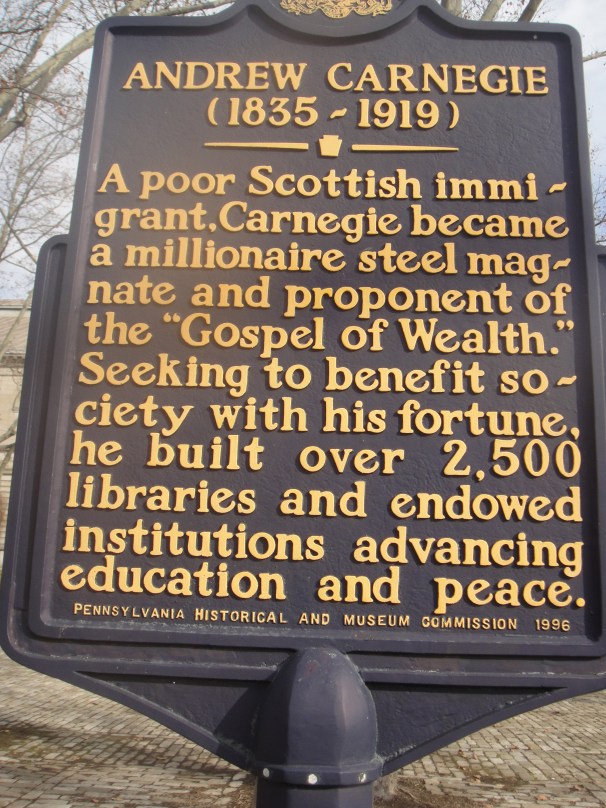 ANDREW CARNEGIE
(1835 - 1919)
A poor Scottish immi-
grant, Carnegie became
a millionaire steel mag-
nate and proponent of
the "Gospel of Wealth."
Seeking to benefit so-
ciety with his fortune,
he built over 2,500
libraries and endowed
institutions advancing
education and peace.
PENNSYLVANIA HISTORICAL AND MUSEUM COMMISSION 1996